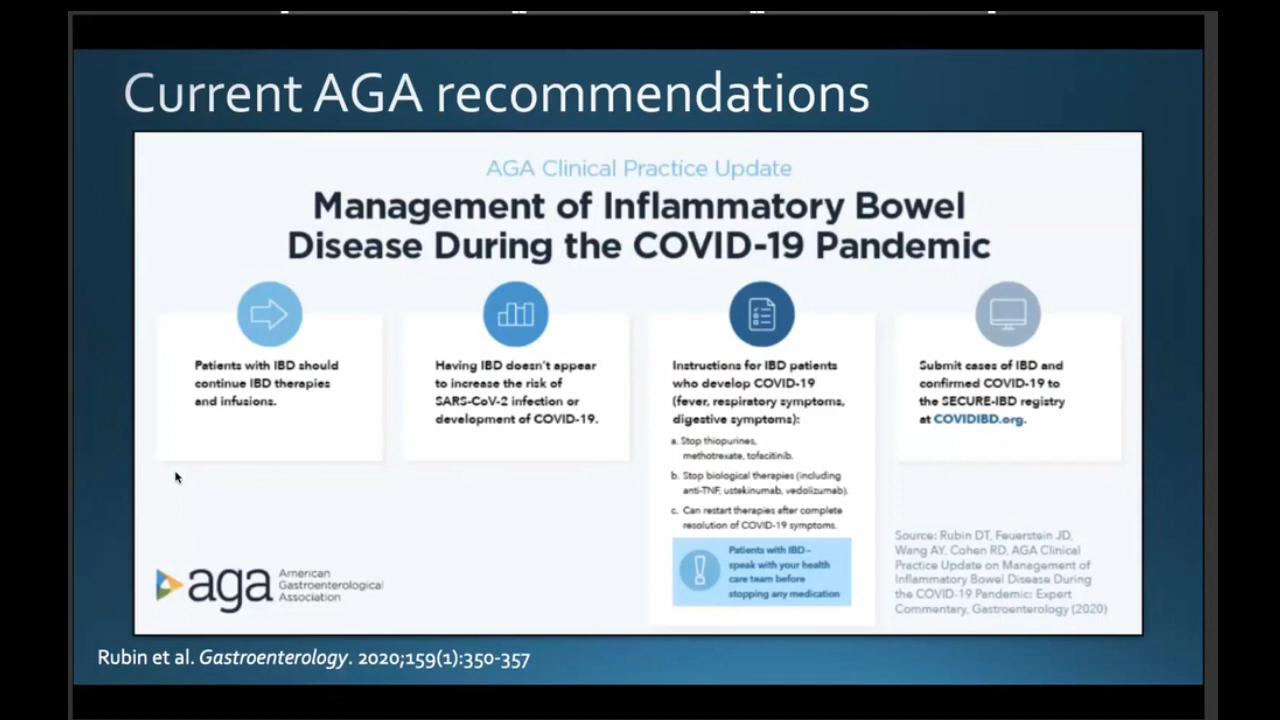 Current AGA recommendations
AGA Clinical Practice Update
Management of Inflammatory Bowel
Disease During the COVID-19 Pandemic
Patients with IBD should
continue IBD therapies
and infusions.
Having IBD doesn't appear
to increase the risk of
SARS-CoV-2 infection or
development of COVID-19.
Instructions for IBD patients
who develop COVID-19
(fever, respiratory symptoms,
digestive symptoms):
a. Stop thiopurines,
methotrexate, tofacitinib.
b. Stop biological therapies (including
anti-TNF, ustekinumab, vedolizumab).
c. Can restart therapies after complete
resolution of COVID-19 symptoms.
Patients with IBD –
speak with your health
care team before
stopping any medication
Submit cases of IBD and
confirmed COVID-19 to
the SECURE-IBD registry
at COVIDIBD.org.
Source: Rubin DT, Feuerstein JD,
Wang AY, Cohen RD, AGA Clinical
Practice Update on Management of
Inflammatory Bowel Disease During
the COVID-19 Pandemic: Expert
Commentary, Gastroenterology (2020)
aga
American
Gastroenterological
Association
Rubin et al. Gastroenterology. 2020;159(1):350-357